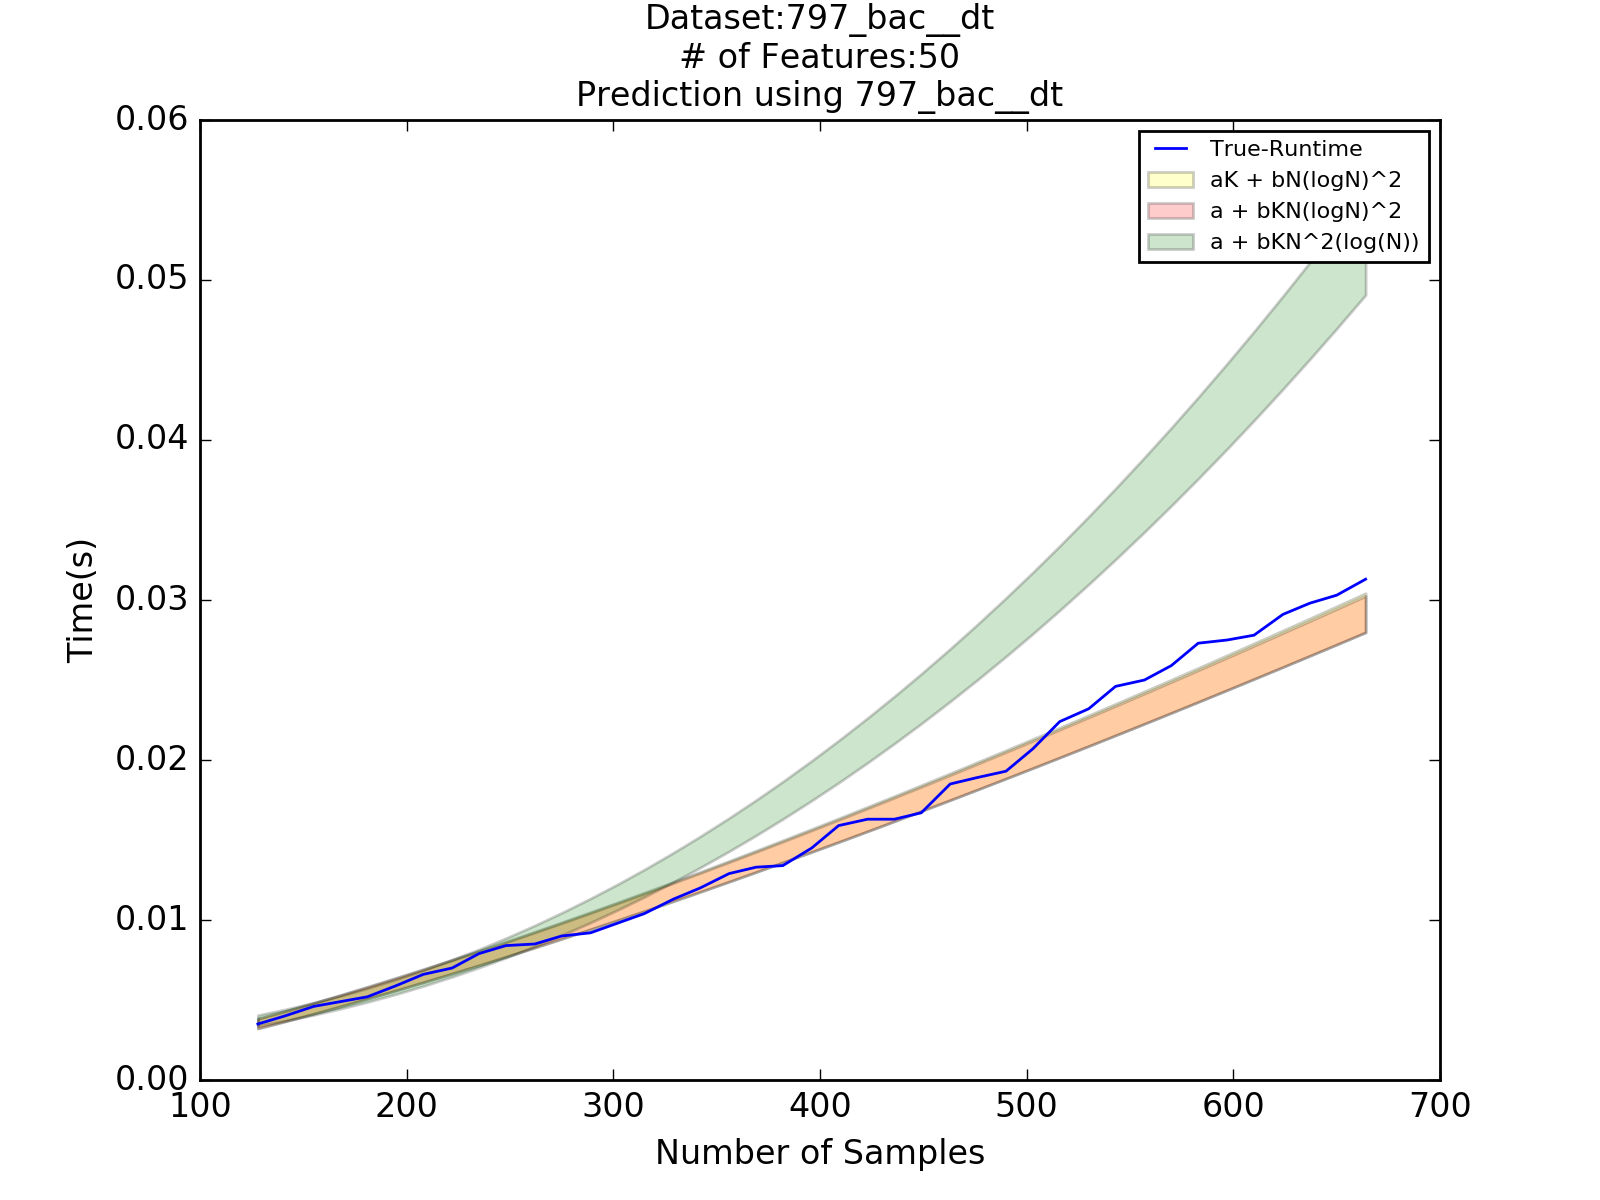 Dataset:797_bac__dt
# of Features:50
Prediction using 797_bac__dt
0.06
0.05
0.04
0.03
0.02
0.01
0.00
Time(s)
True-Runtime
aK + bN(logN)^2
a + bKN(logN)^2
a + bKN^2(log(N))
100 200 300 400 500 600 700
Number of Samples